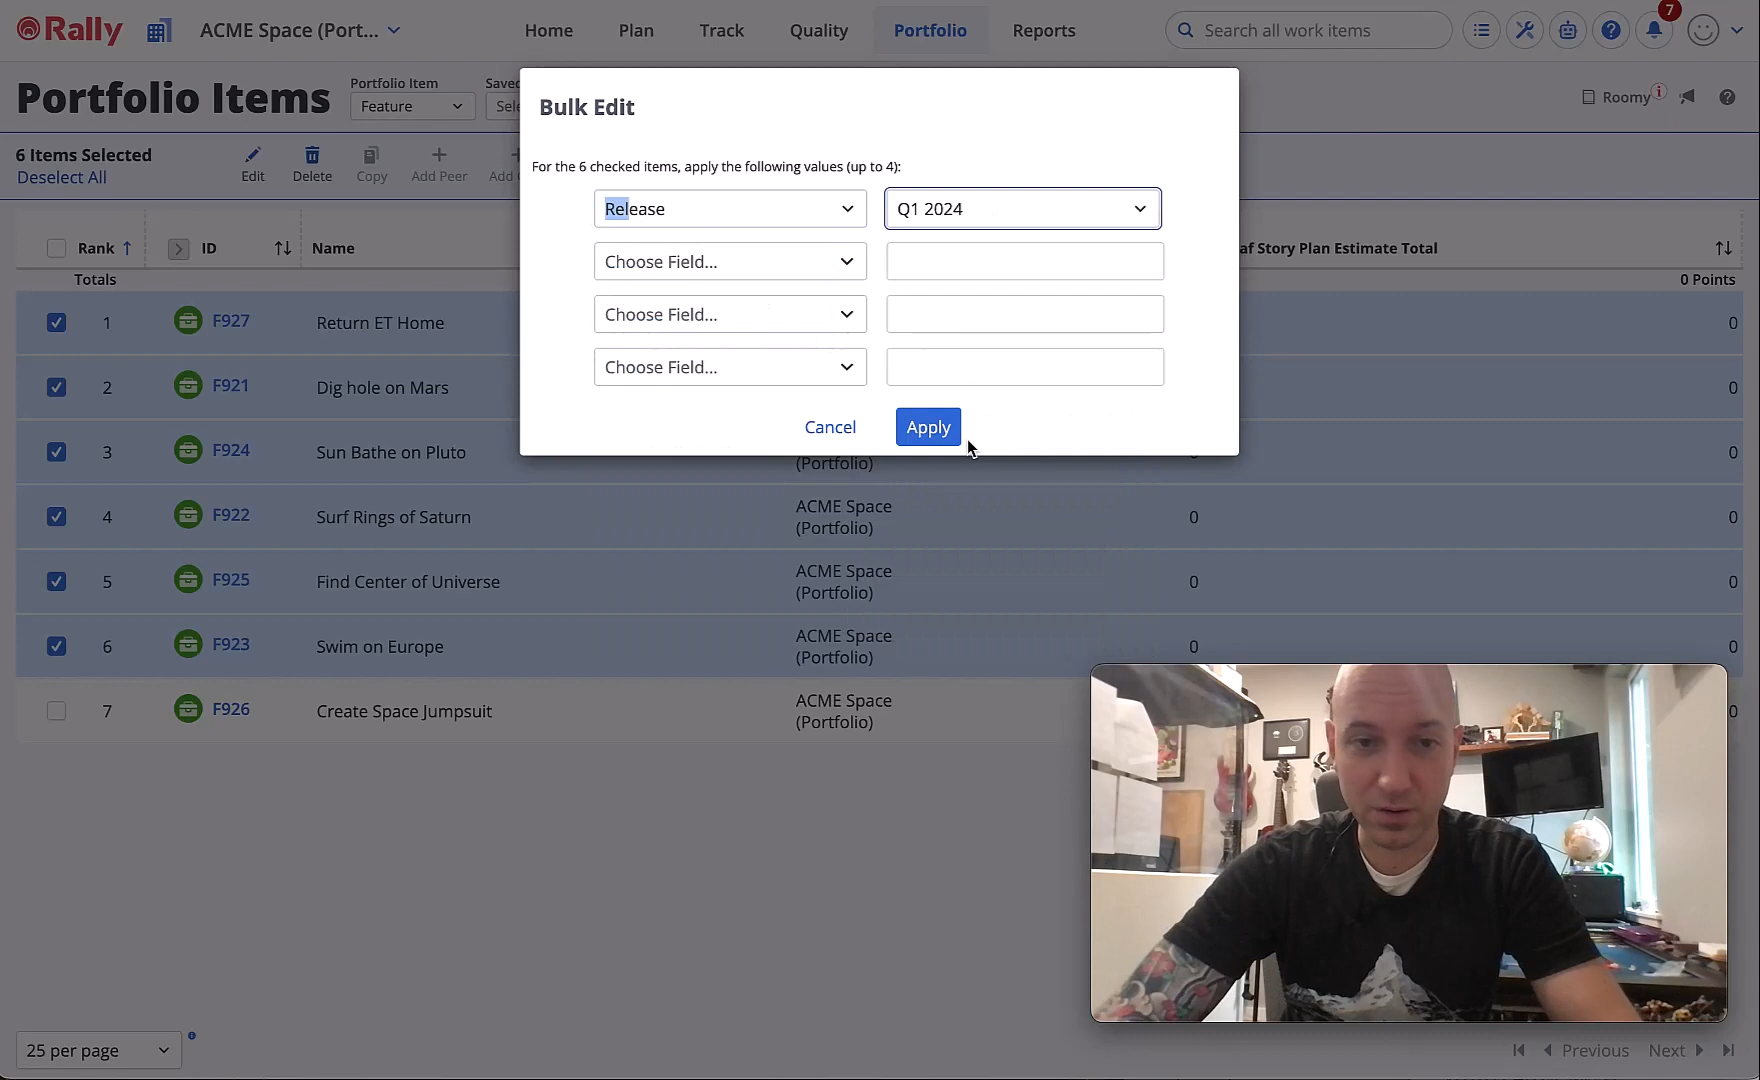 Rally
ACME Space (Port...
Home
Plan
Track
Quality
Portfolio
Reports
Search all work items
7
Portfolio Items
Portfolio Item
Feature
Saved
Sele
Roomy
6 Items Selected
Deselect All
Edit
Delete
Copy
Add Peer
Add
Bulk Edit
For the 6 checked items, apply the following values (up to 4):
Release
Q1 2024
Choose Field...
Choose Field...
Choose Field...
Cancel
Apply
Rank
ID
Name
af Story Plan Estimate Total
Totals
0 Points
1
F927
Return ET Home
0
2
F921
Dig hole on Mars
0
3
F924
Sun Bathe on Pluto
(Portfolio)
0
4
F922
Surf Rings of Saturn
ACME Space
(Portfolio)
0
0
5
F925
Find Center of Universe
ACME Space
(Portfolio)
0
0
6
F923
Swim on Europe
ACME Space
(Portfolio)
0
0
7
F926
Create Space Jumpsuit
ACME Space
(Portfolio)
0
25 per page
Previous
Next